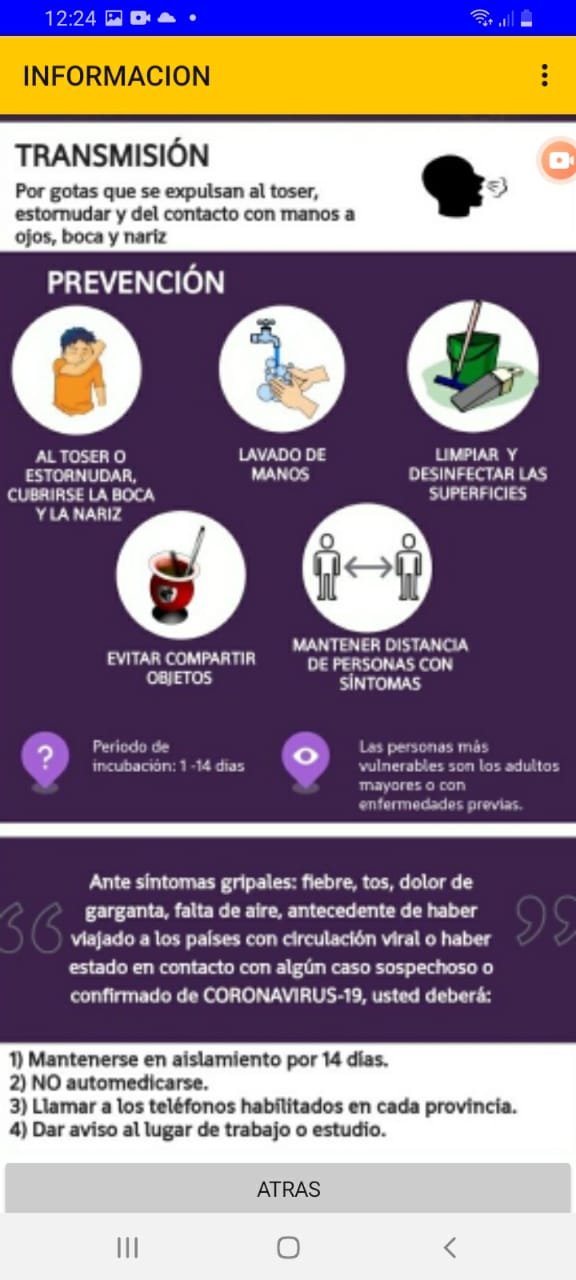 12:24
INFORMACION
TRANSMISIÓN
Por gotas que se expulsan al toser,
estornudar y del contacto con manos a
ojos, boca y nariz
PREVENCIÓN
AL TOSER O
ESTORNUDAR,
CUBRIRSE LA BOCA
Y LA NARIZ
LAVADO DE
MANOS
LIMPIAR Y
DESINFECTAR LAS
SUPERFICIES
EVITAR COMPARTIR
OBJETOS
MANTENER DISTANCIA
DE PERSONAS CON
SÍNTOMAS
?
Periodo de
incubación: 1 -14 dias
Las personas más
vulnerables son los adultos
mayores o con
enfermedades previas.
Ante síntomas gripales: fiebre, tos, dolor de
garganta, falta de aire, antecedente de haber
viajado a los países con circulación viral o haber
estado en contacto con algún caso sospechoso o
confirmado de CORONAVIRUS-19, usted deberá:
1) Mantenerse en aislamiento por 14 días.
2) NO automedicarse.
3) Llamar a los teléfonos habilitados en cada provincia.
4) Dar aviso al lugar de trabajo o estudio.
ATRAS